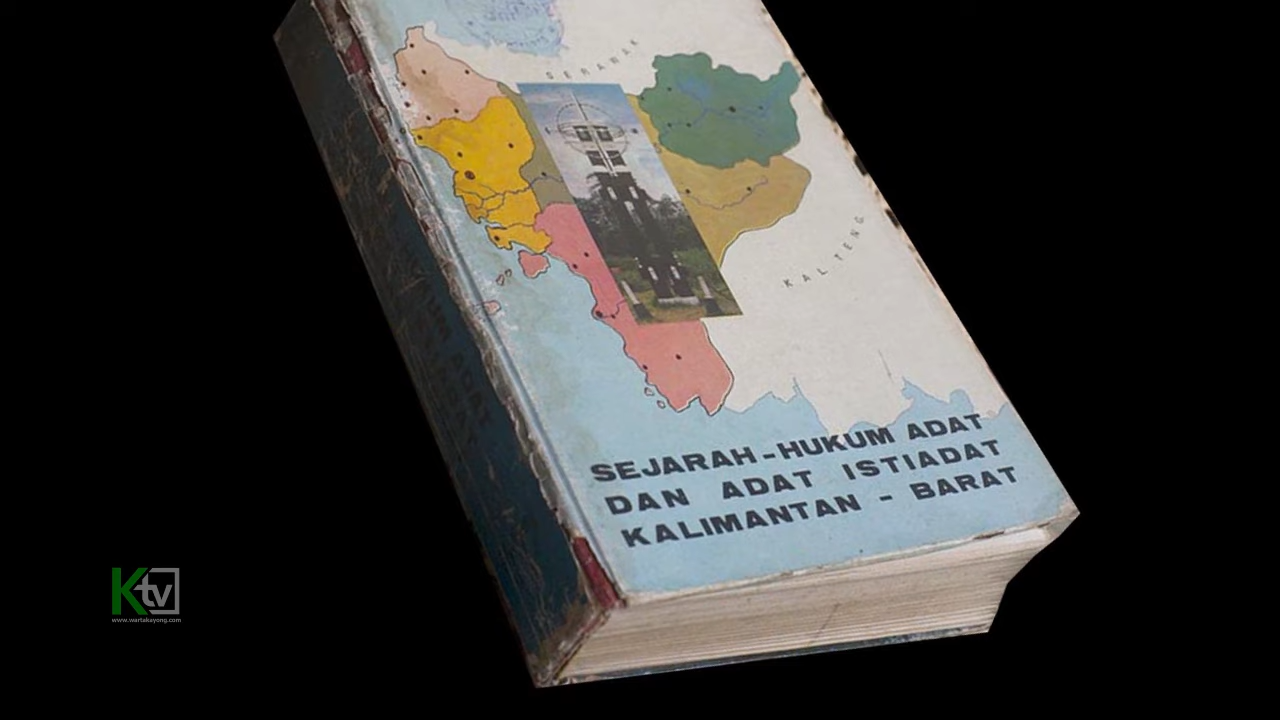 SERAWAK
KALTENG
SEJARAH-HUKUM ADAT
DAN ADAT ISTIADAT
KALIMANTAN - BARAT
Ktv
www.wartakayong.com